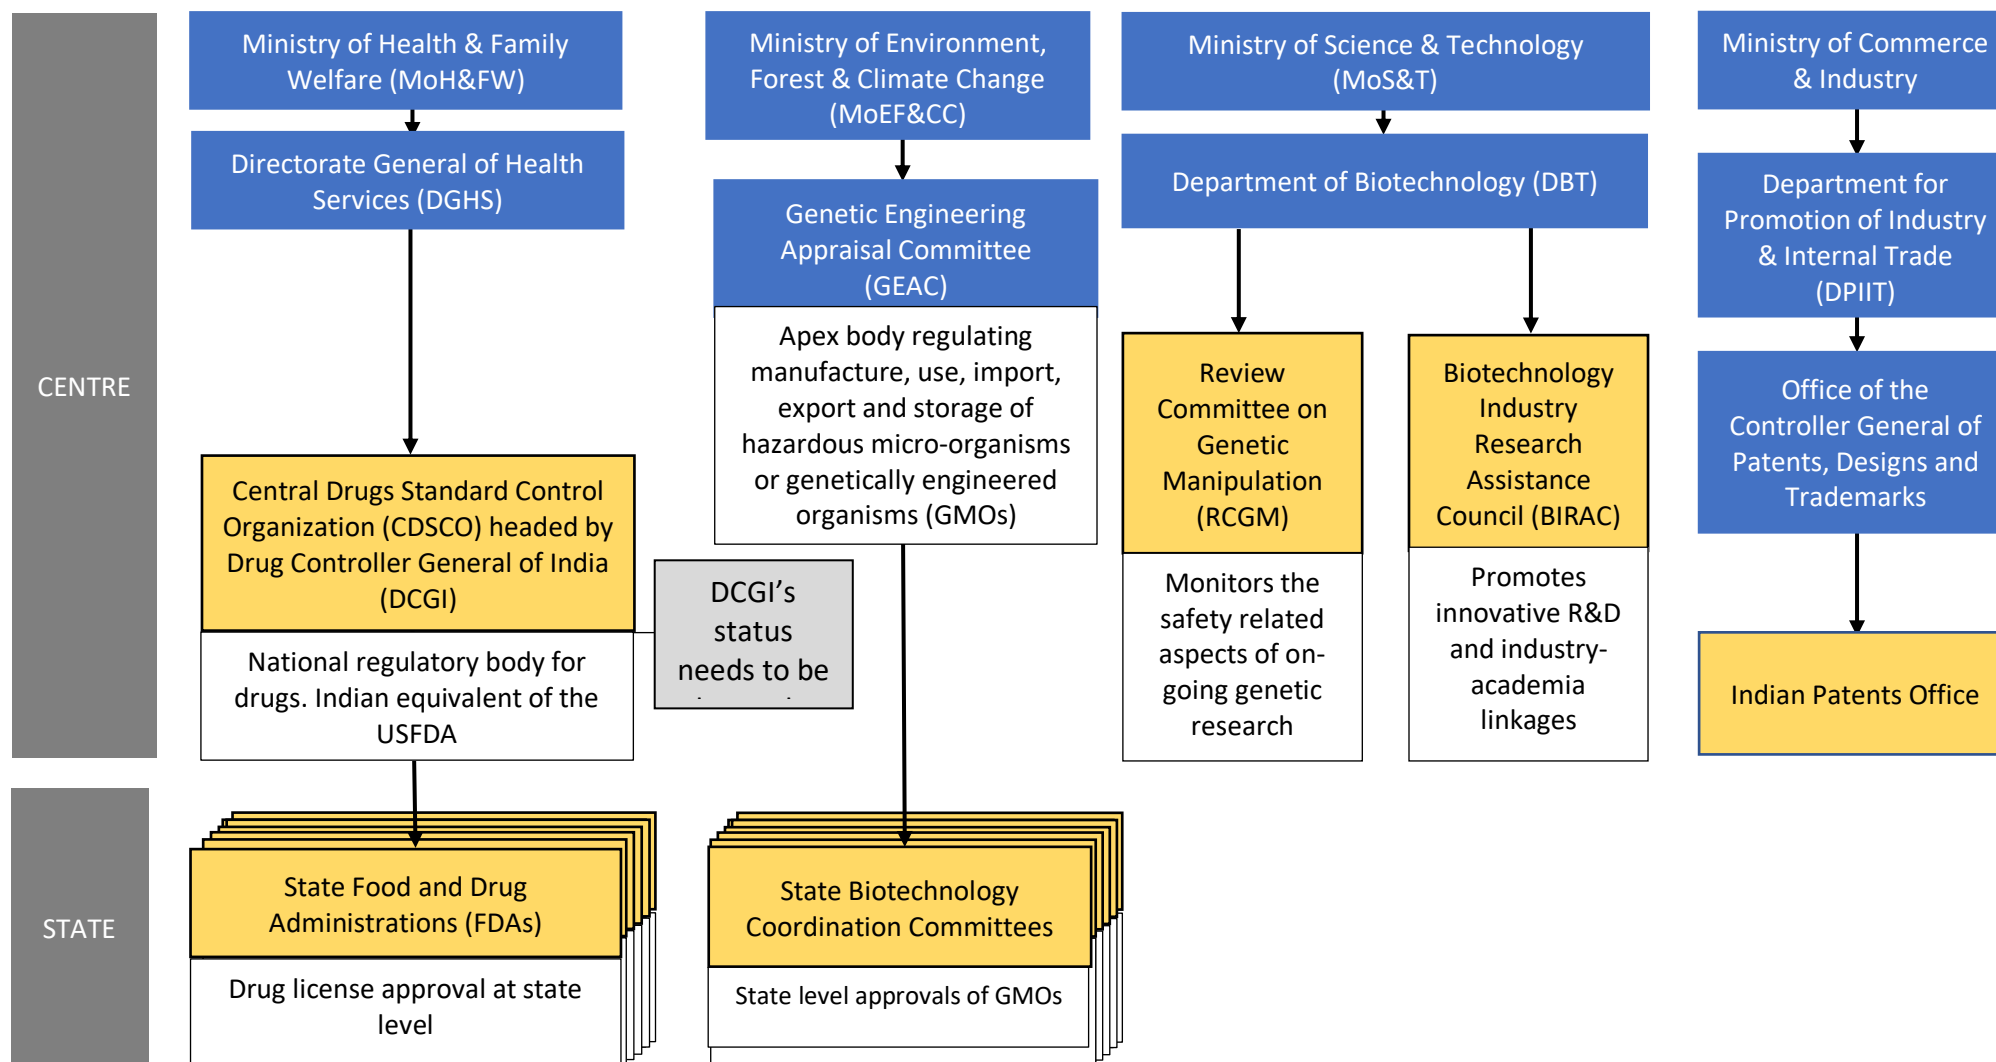 CENTRE
STATE
Ministry of Health & Family
Welfare (MoH&FW)
Directorate General of Health
Services (DGHS)
Central Drugs Standard Control
Organization (CDSCO) headed by
Drug Controller General of India
(DCGI)
National regulatory body for
drugs. Indian equivalent of the
USFDA
DCGI’s
status
needs to be
State Food and Drug
Administrations (FDAs)
Drug license approval at state
level
Ministry of Environment,
Forest & Climate Change
(MoEF&CC)
Genetic Engineering
Appraisal Committee
(GEAC)
Apex body regulating
manufacture, use, import,
export and storage of
hazardous micro-organisms
or genetically engineered
organisms (GMOs)
State Biotechnology
Coordination Committees
State level approvals of GMOs
Ministry of Science & Technology
(MoS&T)
Department of Biotechnology (DBT)
Review
Committee on
Genetic
Manipulation
(RCGM)
Monitors the
safety related
aspects of on-
going genetic
research
Biotechnology
Industry
Research
Assistance
Council (BIRAC)
Promotes
innovative R&D
and industry-
academia
linkages
Ministry of Commerce
& Industry
Department for
Promotion of Industry
& Internal Trade
(DPIIT)
Office of the
Controller General of
Patents, Designs and
Trademarks
Indian Patents Office